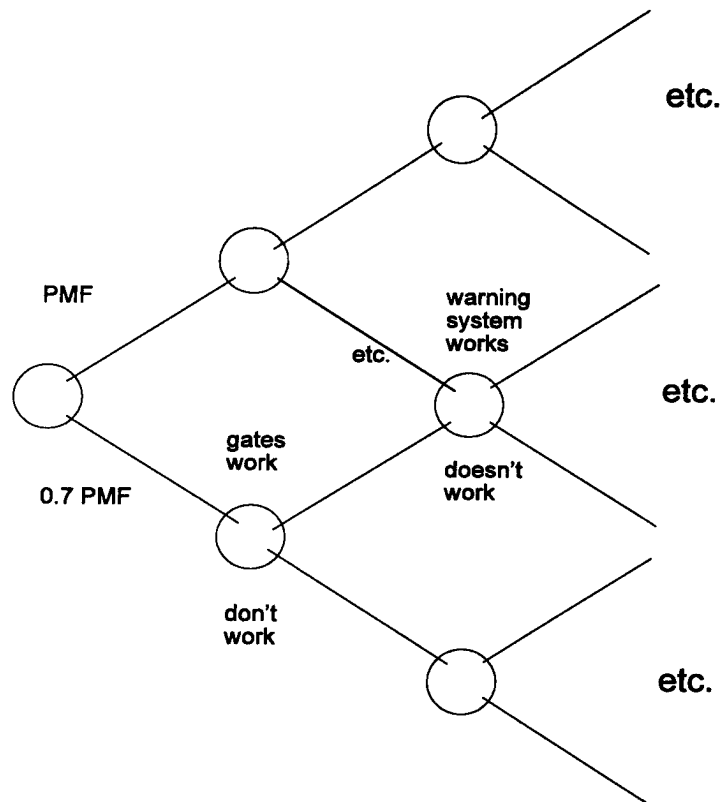 etc.
PMF
warning
system
works
etc.
etc.
gates
work
doesn't
work
0.7 PMF
don't
work
etc.